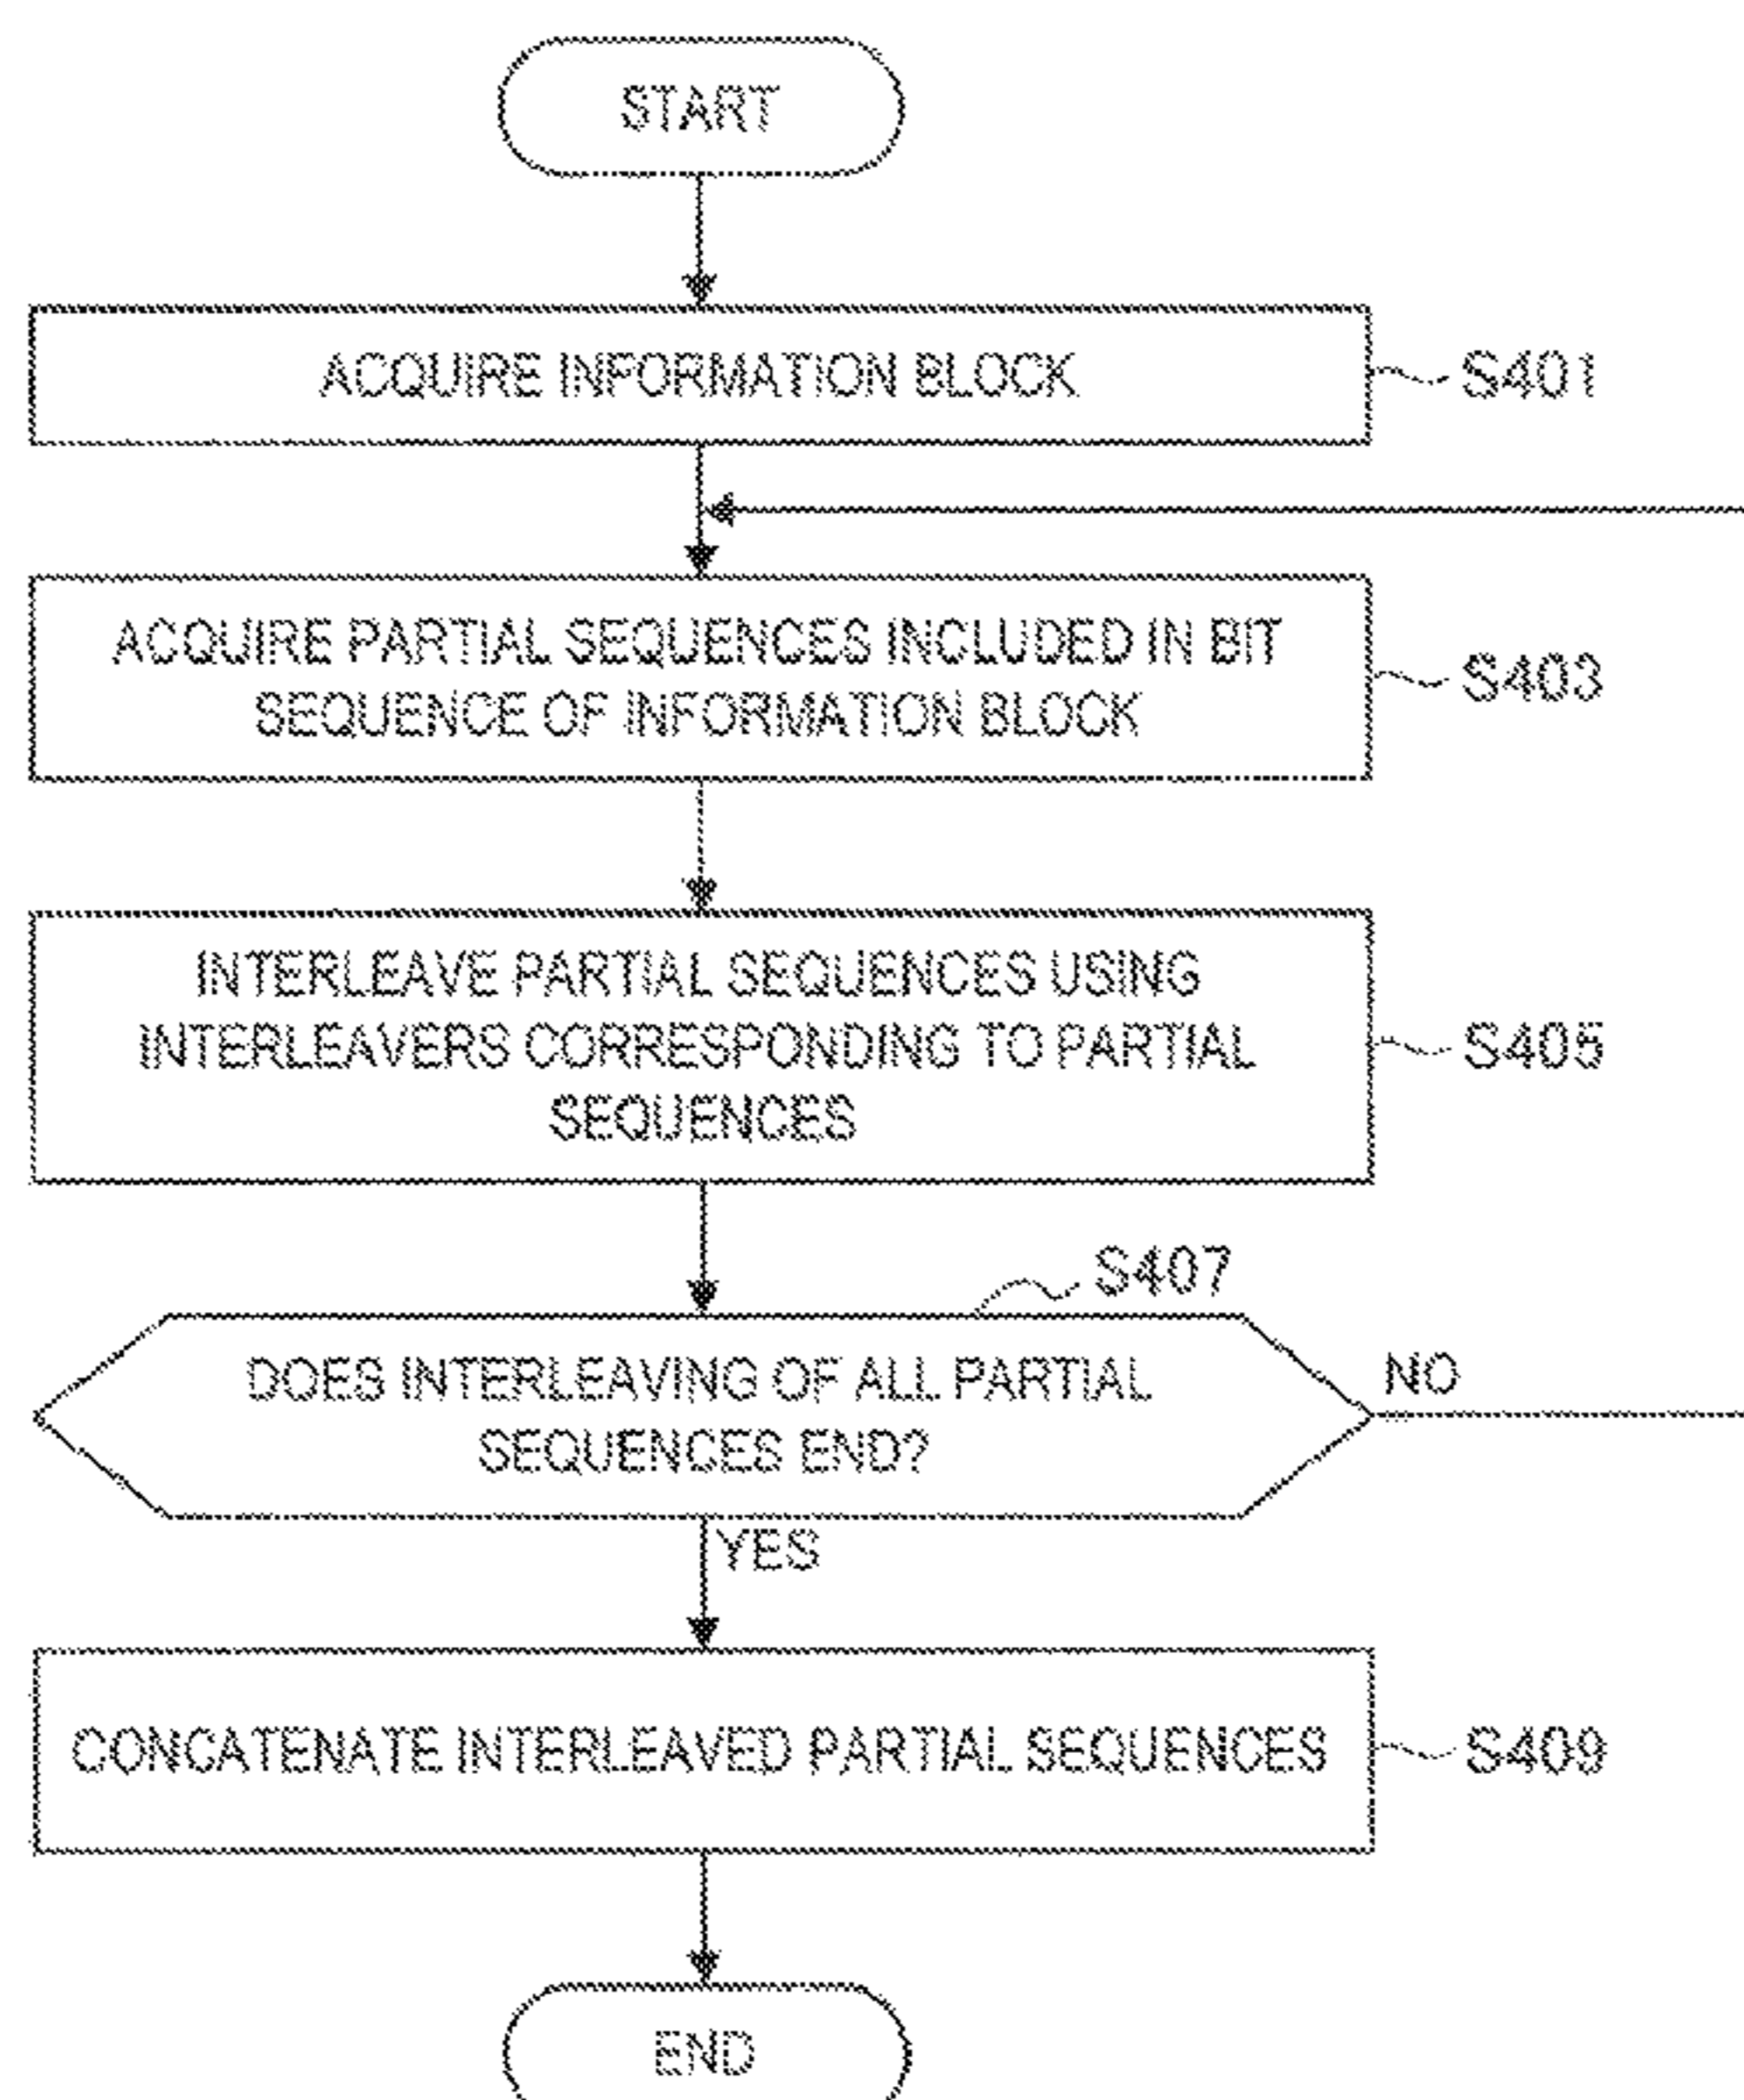 START
ACQUIRE INFORMATION BLOCK
S401
ACQUIRE PARTIAL SEQUENCES INCLUDED IN BIT
SEQUENCE OF INFORMATION BLOCK
S403
INTERLEAVE PARTIAL SEQUENCES USING
INTERLEAVERS CORRESPONDING TO PARTIAL
SEQUENCES
S405
S407
DOES INTERLEAVING OF ALL PARTIAL
SEQUENCES END?
NO
YES
CONCATENATE INTERLEAVED PARTIAL SEQUENCES
S409
END